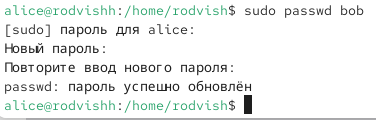 alice@rodvishh:/home/rodvish$ sudo passwd bob
[sudo] пароль для alice:
Новый пароль:
Повторите ввод нового пароля:
passwd: пароль успешно обновлён
alice@rodvishh:/home/rodvish$